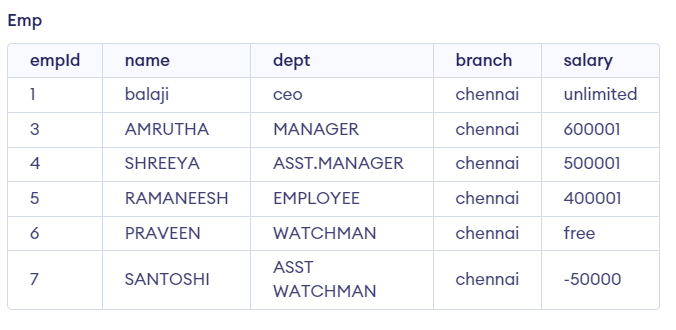 Emp
empId name dept branch salary
1 balaji ceo chennai unlimited
3 AMRUTHA MANAGER chennai 600001
4 SHREEYA ASST.MANAGER chennai 500001
5 RAMANEESH EMPLOYEE chennai 400001
6 PRAVEEN WATCHMAN chennai free
7 SANTOSHI ASST chennai -50000
WATCHMAN